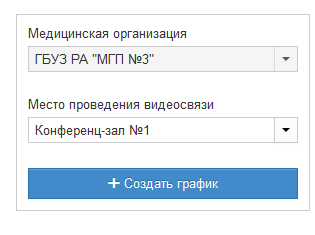 Медицинская организация
ГБУЗ РА "МГП №3"
Место проведения видеосвязи
Конференц-зал №1
Создать график